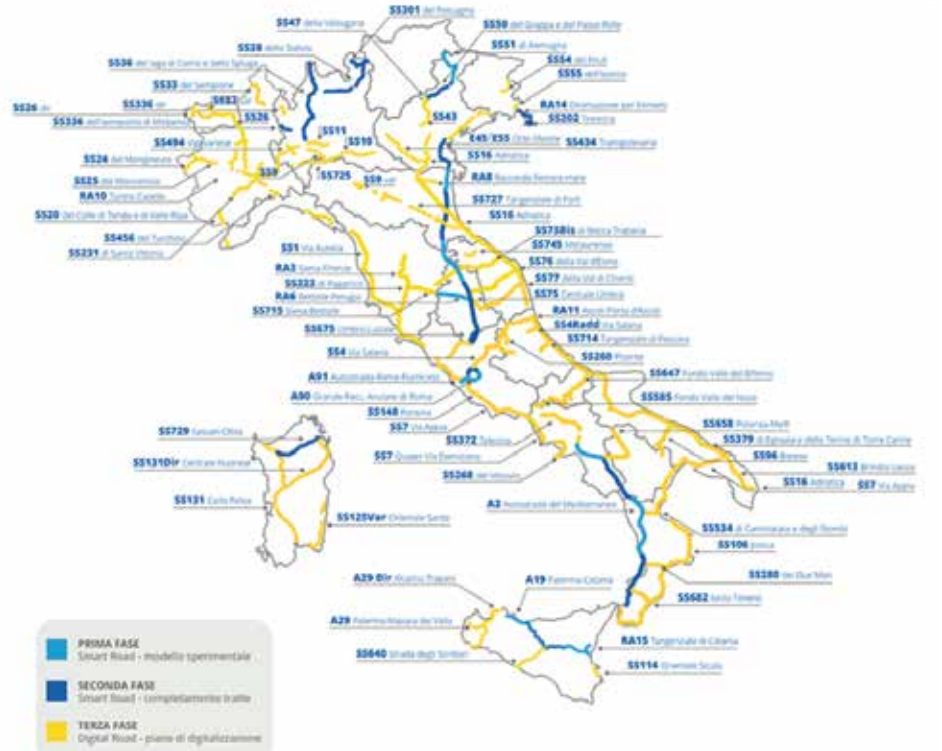 SS47 della Valsugana
SS301 del Foscagno
SS50 del Grappa e del Passo Rolle
SS38 dello Stelvio
SS51 di Alemagna
SS36 del lago di Como e dello Spluga
SS54 del Friuli
SS55 dell'Isonzo
SS33 del Sempione
SS26 dir
SS336 dir
RA14 Diramazione per Fernetti
SS26
SS202 Triestina
SS336 dell'aeroporto di Malpensa
SS11
E45/E55 Orte-Mestre
SS434 Transpolesana
SS494 Vigevanese
SS10
SS16 Adriatica
SS24 del Monginevro
SS9
SS725
SS9
RA8 Raccordo Ferrara-mare
SS25 del Moncenisio
RA10 Torino Caselle
SS727 Tangenziale di Forlì
SS20 del Colle di Tenda e di Valle Roja
SS16 Adriatica
SS73Bis di Bocca Trabaria
SS456 del Turchino
SS1 Via Aurelia
SS231 di Santa Vittoria
SS76 della Val d'Esino
RA3 Siena Firenze
SS77 della Val di Chienti
SS223 di Paganico
RA6 Bettolle Perugia
SS75 Centrale Umbra
SS715 Siena Bettolle
RA11 Ascoli Porto d'Ascoli
SS4Radd Via Salaria
SS675 Umbro Laziale
SS714 Tangenziale di Pescara
SS4 Via Salaria
SS260 Picente
A91 Autostrada Roma-Fiumicino
SS647 Fondo Valle del Biferno
A90 Grande Racc. Anulare di Roma
SS148 Pontina
SS7 Via Appia
SS658 Potenza Melfi
SS729 Sassari-Olbia
SS372 Telesina
SS379 di Egnazia e delle Terme di Torre Canne
SS7 Quater Via Domiziana
SS96 Barese
SS131Dir Centrale Nuorese
SS268 del Vesuvio
SS613 Brindisi Lecce
SS16 Adriatica
SS7 Via Appia
SS131 Carlo Felice
A2 Autostrada del Mediterraneo
SS125Var Orientale Sarda
SS534 di Cammarata e degli Stombi
SS106 Jonica
A29 Dir Alcamo Trapani
A19 Palermo Catania
SS280 dei Due Mari
SS682 Jonio Tirreno
A29 Palermo Mazara del Vallo
RA15 Tangenziale di Catania
SS640 Strada degli Scrittori
SS114 Orientale Sicula
PRIMA FASE
Smart Road - modello sperimentale
SECONDA FASE
Smart Road - completamento tratte
TERZA FASE
Digital Road - piano di digitalizzazione